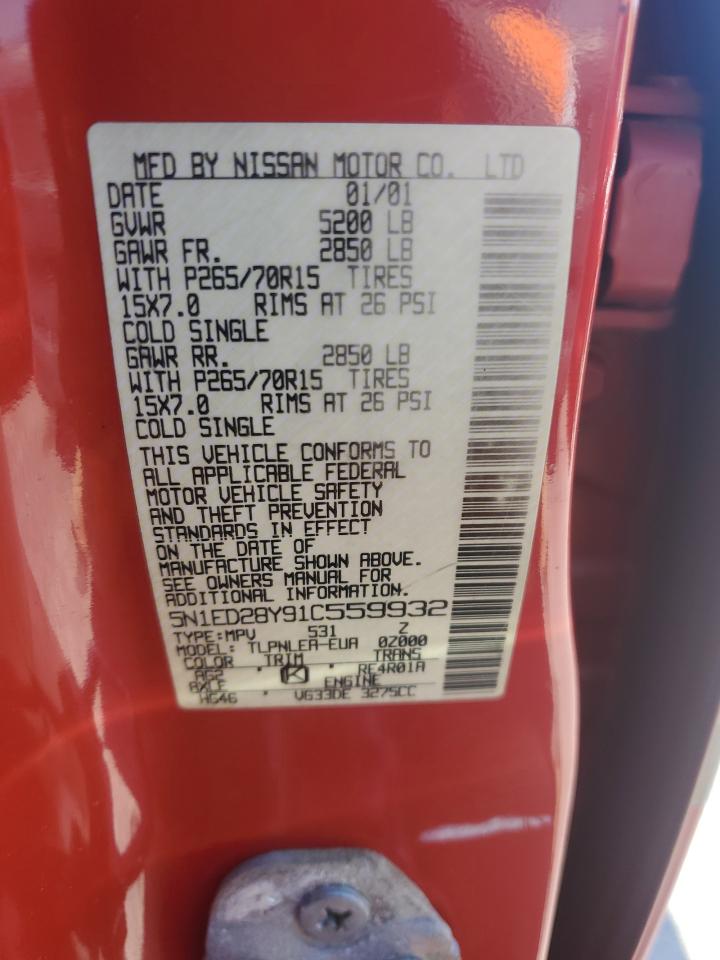 MFD BY NISSAN MOTOR CO. LTD
DATE 01/01
GVWR 5200 LB
GAWR FR. 2850 LB
WITH P265/70R15 TIRES
15X7.0 RIMS AT 26 PSI
COLD SINGLE
GAWR RR. 2850 LB
WITH P265/70R15 TIRES
15X7.0 RIMS AT 26 PSI
COLD SINGLE
THIS VEHICLE CONFORMS TO
ALL APPLICABLE FEDERAL
MOTOR VEHICLE SAFETY
AND THEFT PREVENTION
STANDARDS IN EFFECT
ON THE DATE OF
MANUFACTURE SHOWN ABOVE.
SEE OWNERS MANUAL FOR
ADDITIONAL INFORMATION.
5N1ED28Y91C559932
TYPE:MPV 531 Z
MODEL: TLPNLEA-EUA 0Z000
COLOR TRIM TRANS
AG2 K RE4R01A
AXLE ENGINE
HG46 VG33DE 3275CC